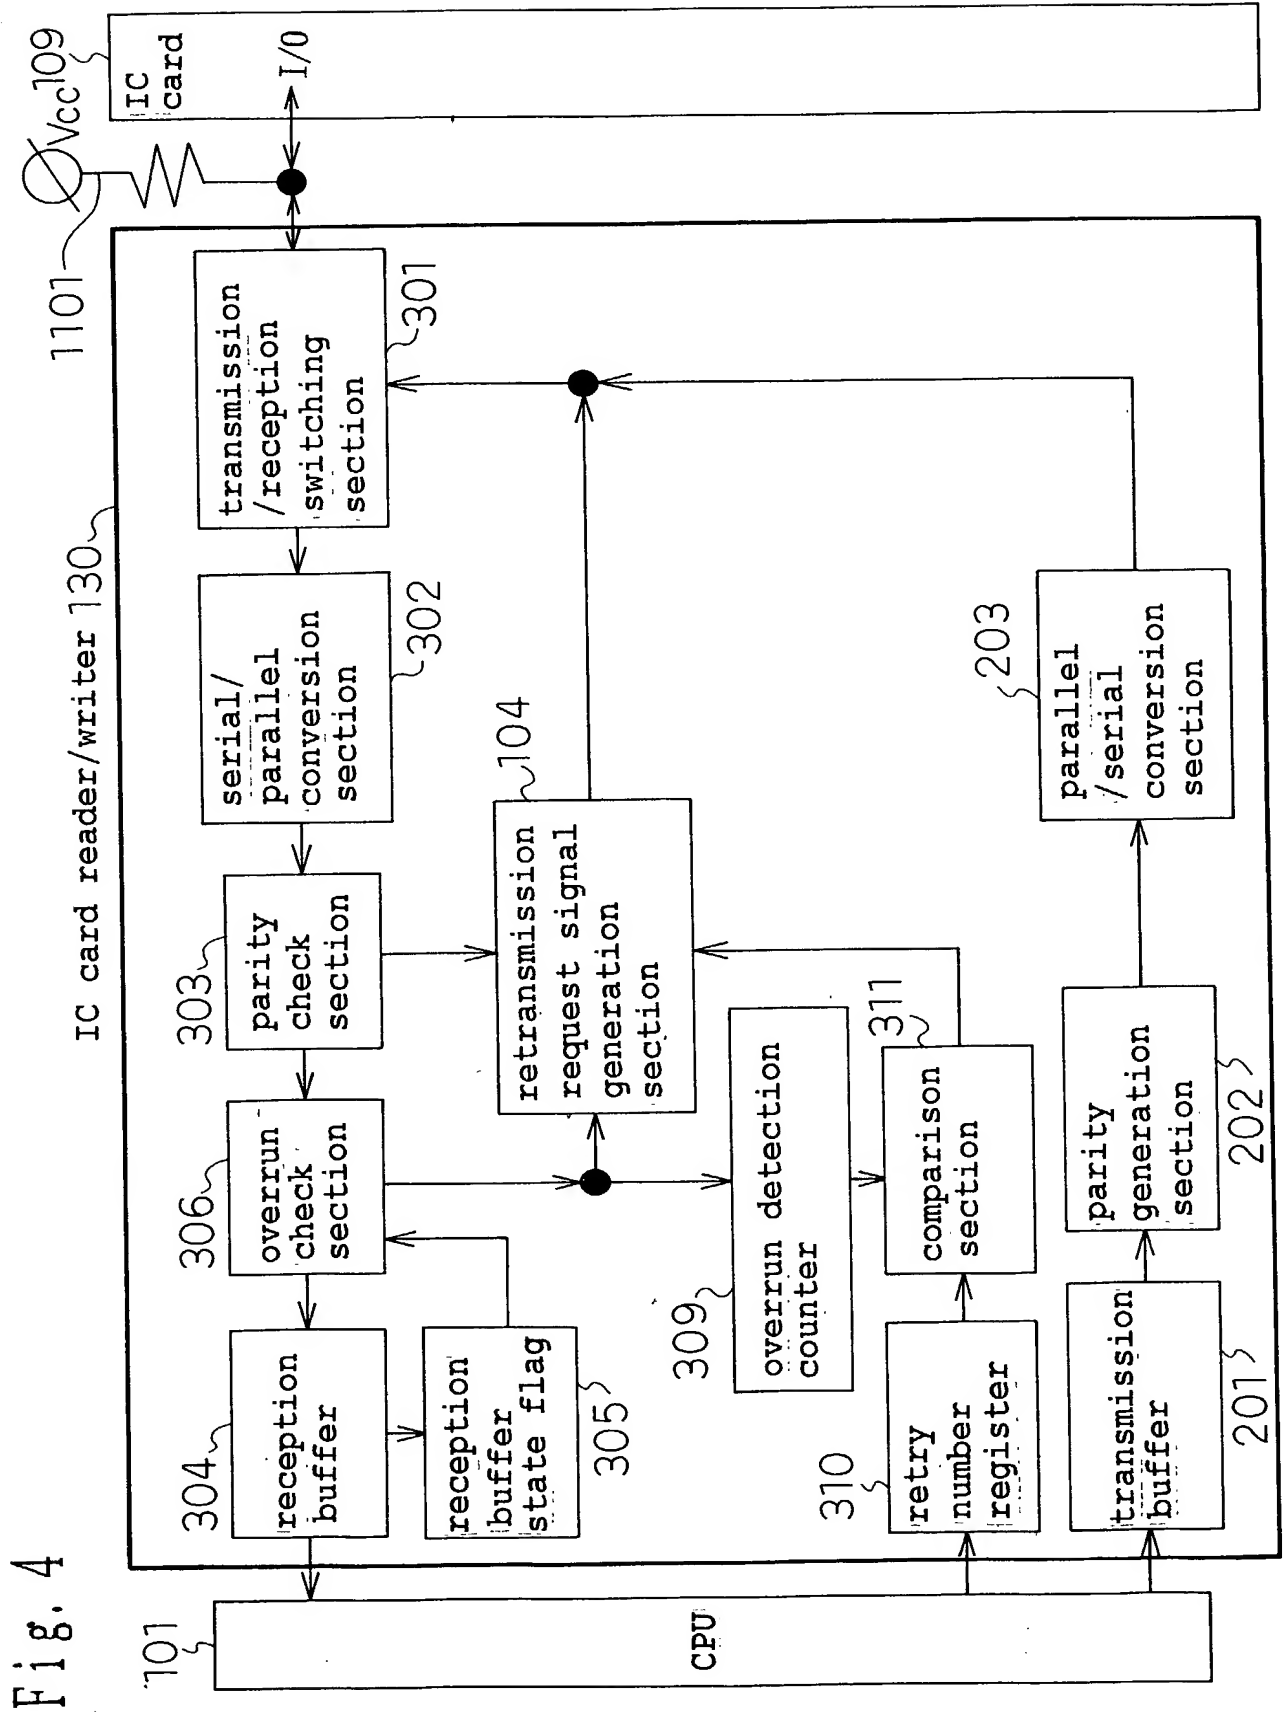 Fig. 4
IC card reader/writer 130
1101
Vcc
109
IC
card
I/O
101
CPU
304
reception
buffer
306
overrun
check
section
303
parity
check
section
serial/
parallel
conversion
section
302
transmission
/reception
switching
section
301
reception
buffer
state flag
305
retransmission
request signal
generation
section
104
309
overrun detection
counter
310
retry
number
register
comparison
section
311
transmission
buffer
201
parity
generation
section
202
parallel
/serial
conversion
section
203